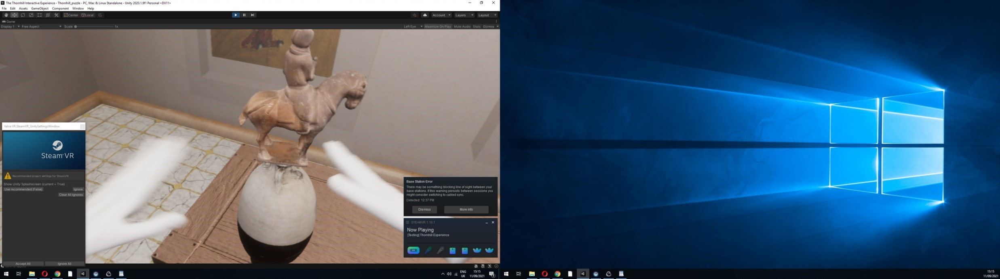 The Thornhill Interactive Experience - Thornhill_puzzle - PC, Mac & Linux Standalone - Unity 2020.1.9f1 Personal <DX11>
File Edit Assets GameObject Component Window Help
Center Local Account Layers Layout
Game
Display 1 Free Aspect Scale 1x Left Eye Maximize On Play Mute Audio Stats Gizmos
Valve.VR.SteamVR_UnitySettingsWindow
Steam VR
Recommended project settings for SteamVR:
Show Unity Splashscreen (current = True)
Use recommended (False) Ignore
Clear All Ignores
Accept All Ignore All
Base Station Error
There may be something blocking line of sight between your
base stations. If this warning persists between sessions you
might consider switching to cabled sync.
Detected: 12:37 PM
Dismiss More info
STEAMVR 1.19.7
Now Playing
[Testing] Thornhill Experience
ENG
UK
15:15
11/09/2021
1
15:15
11/09/2021